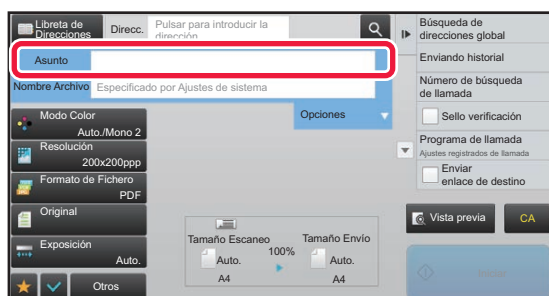 Libreta de
Direcciones
Direcc.
Pulsar para introducir la
dirección
Asunto
Nombre Archivo
Especificado por Ajustes de sistema
Opciones
Modo Color
Auto./Mono 2
Resolución
200x200ppp
Formato de Fichero
PDF
Original
Exposición
Auto.
Otros
Tamaño Escaneo
100%
Tamaño Envío
Auto.
A4
Auto.
A4
Búsqueda de
direcciones global
Enviando historial
Número de búsqueda
de llamada
Sello verificación
Programa de llamada
Ajustes registrados de llamada
Enviar
enlace de destino
Vista previa
CA
Iniciar